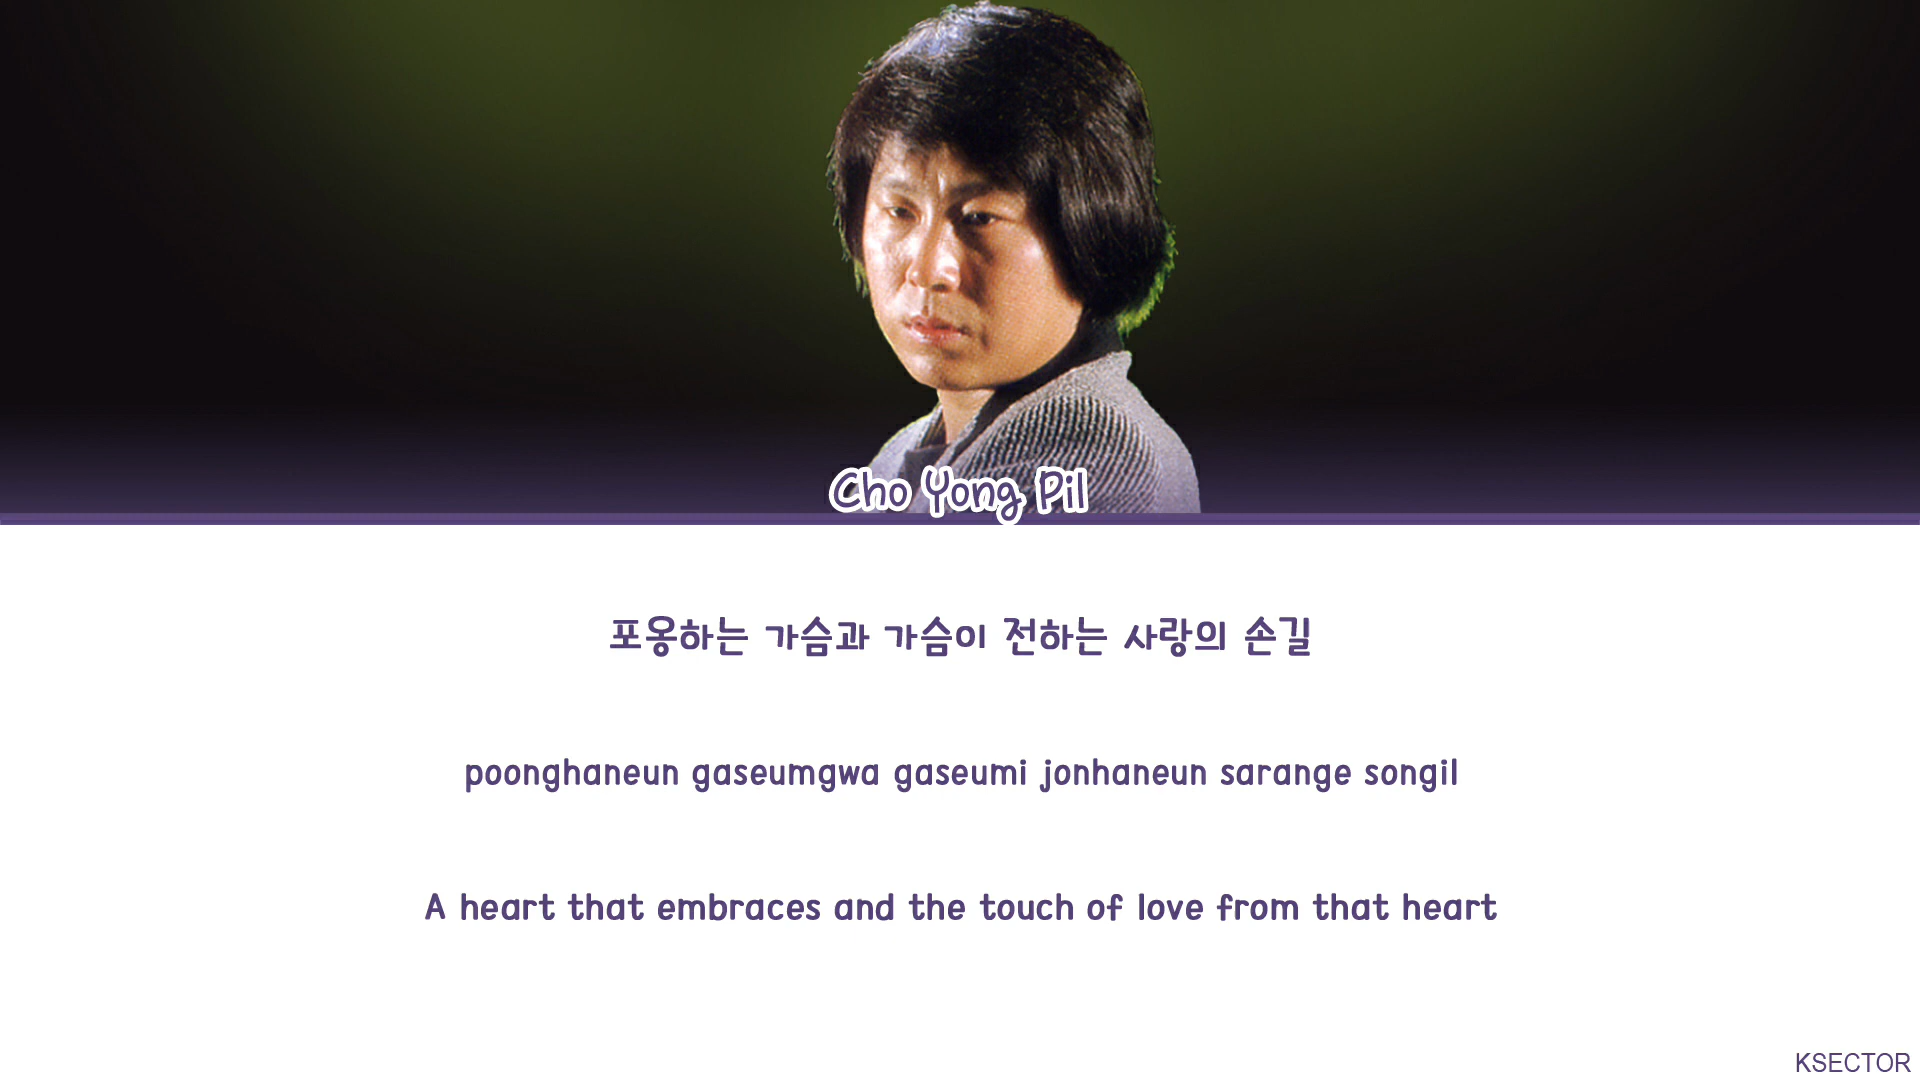 Cho Yong Pil
포옹하는 가슴과 가슴이 전하는 사랑의 손길
poonghaneun gaseumgwa gaseumi jonhaneun sarange songil
A heart that embraces and the touch of love from that heart
KSECTOR